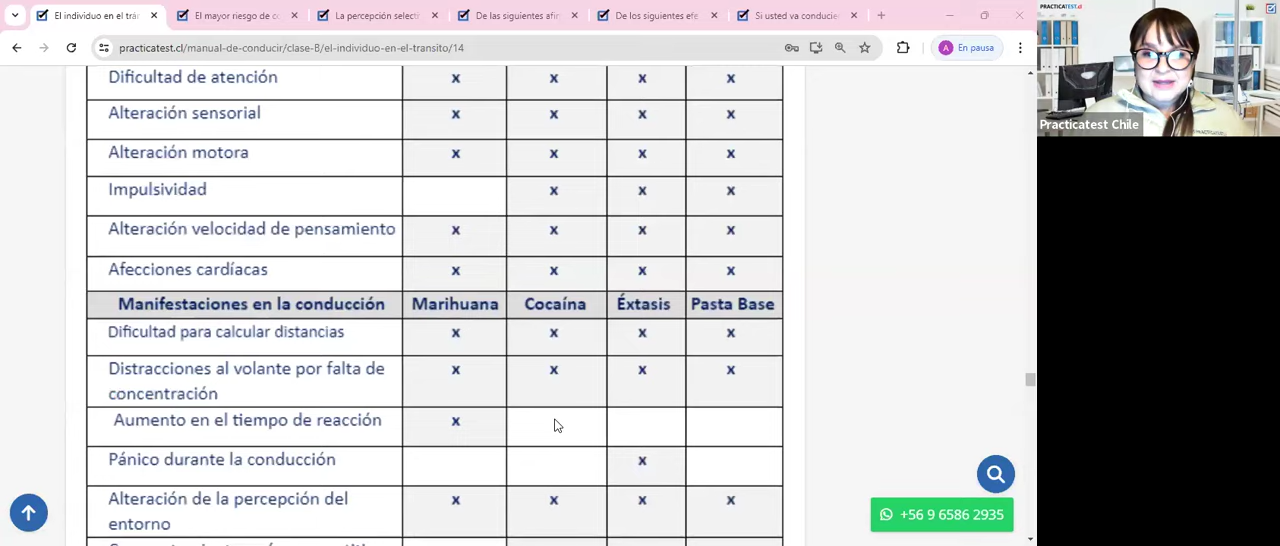 El individuo en el trán
El mayor riesgo de co
La percepción selecti
De las siguientes afir
De los siguientes efe
Si usted va conducie
practicatest.cl/manual-de-conducir/clase-B/el-individuo-en-el-transito/14
A
En pausa
PRACTICATEST.cl
Practicatest Chile
Dificultad de atención x x x x
Alteración sensorial x x x x
Alteración motora x x x x
Impulsividad x x x
Alteración velocidad de pensamiento x x x x
Afecciones cardíacas x x x x
Manifestaciones en la conducción Marihuana Cocaína Éxtasis Pasta Base
Dificultad para calcular distancias x x x x
Distracciones al volante por falta de x x x x
concentración
Aumento en el tiempo de reacción x
Pánico durante la conducción x
Alteración de la percepción del x x x x
entorno
+56 9 6586 2935